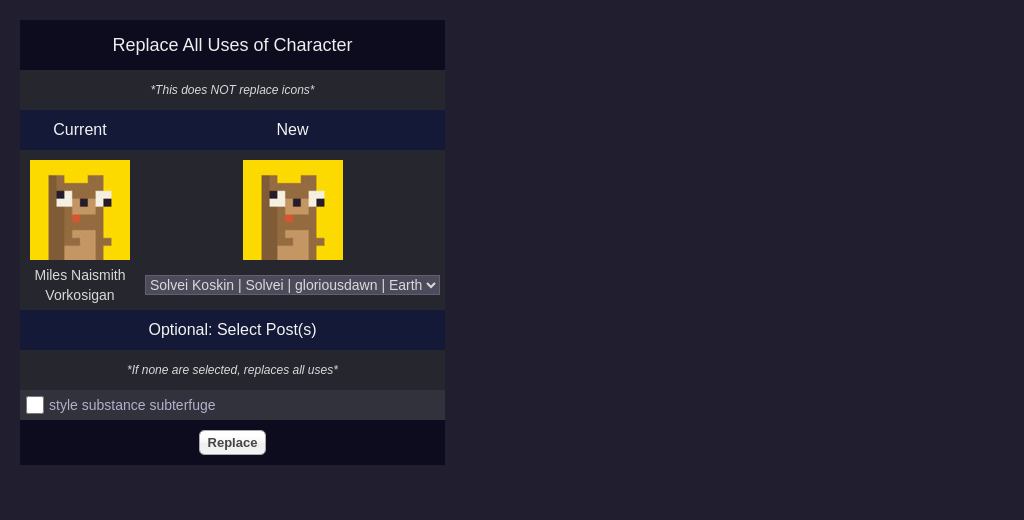 Replace All Uses of Character
*This does NOT replace icons*
Current
New
Miles Naismith
Vorkosigan
Solvei Koskin | Solvei | gloriousdawn | Earth
Optional: Select Post(s)
*If none are selected, replaces all uses*
style substance subterfuge
Replace